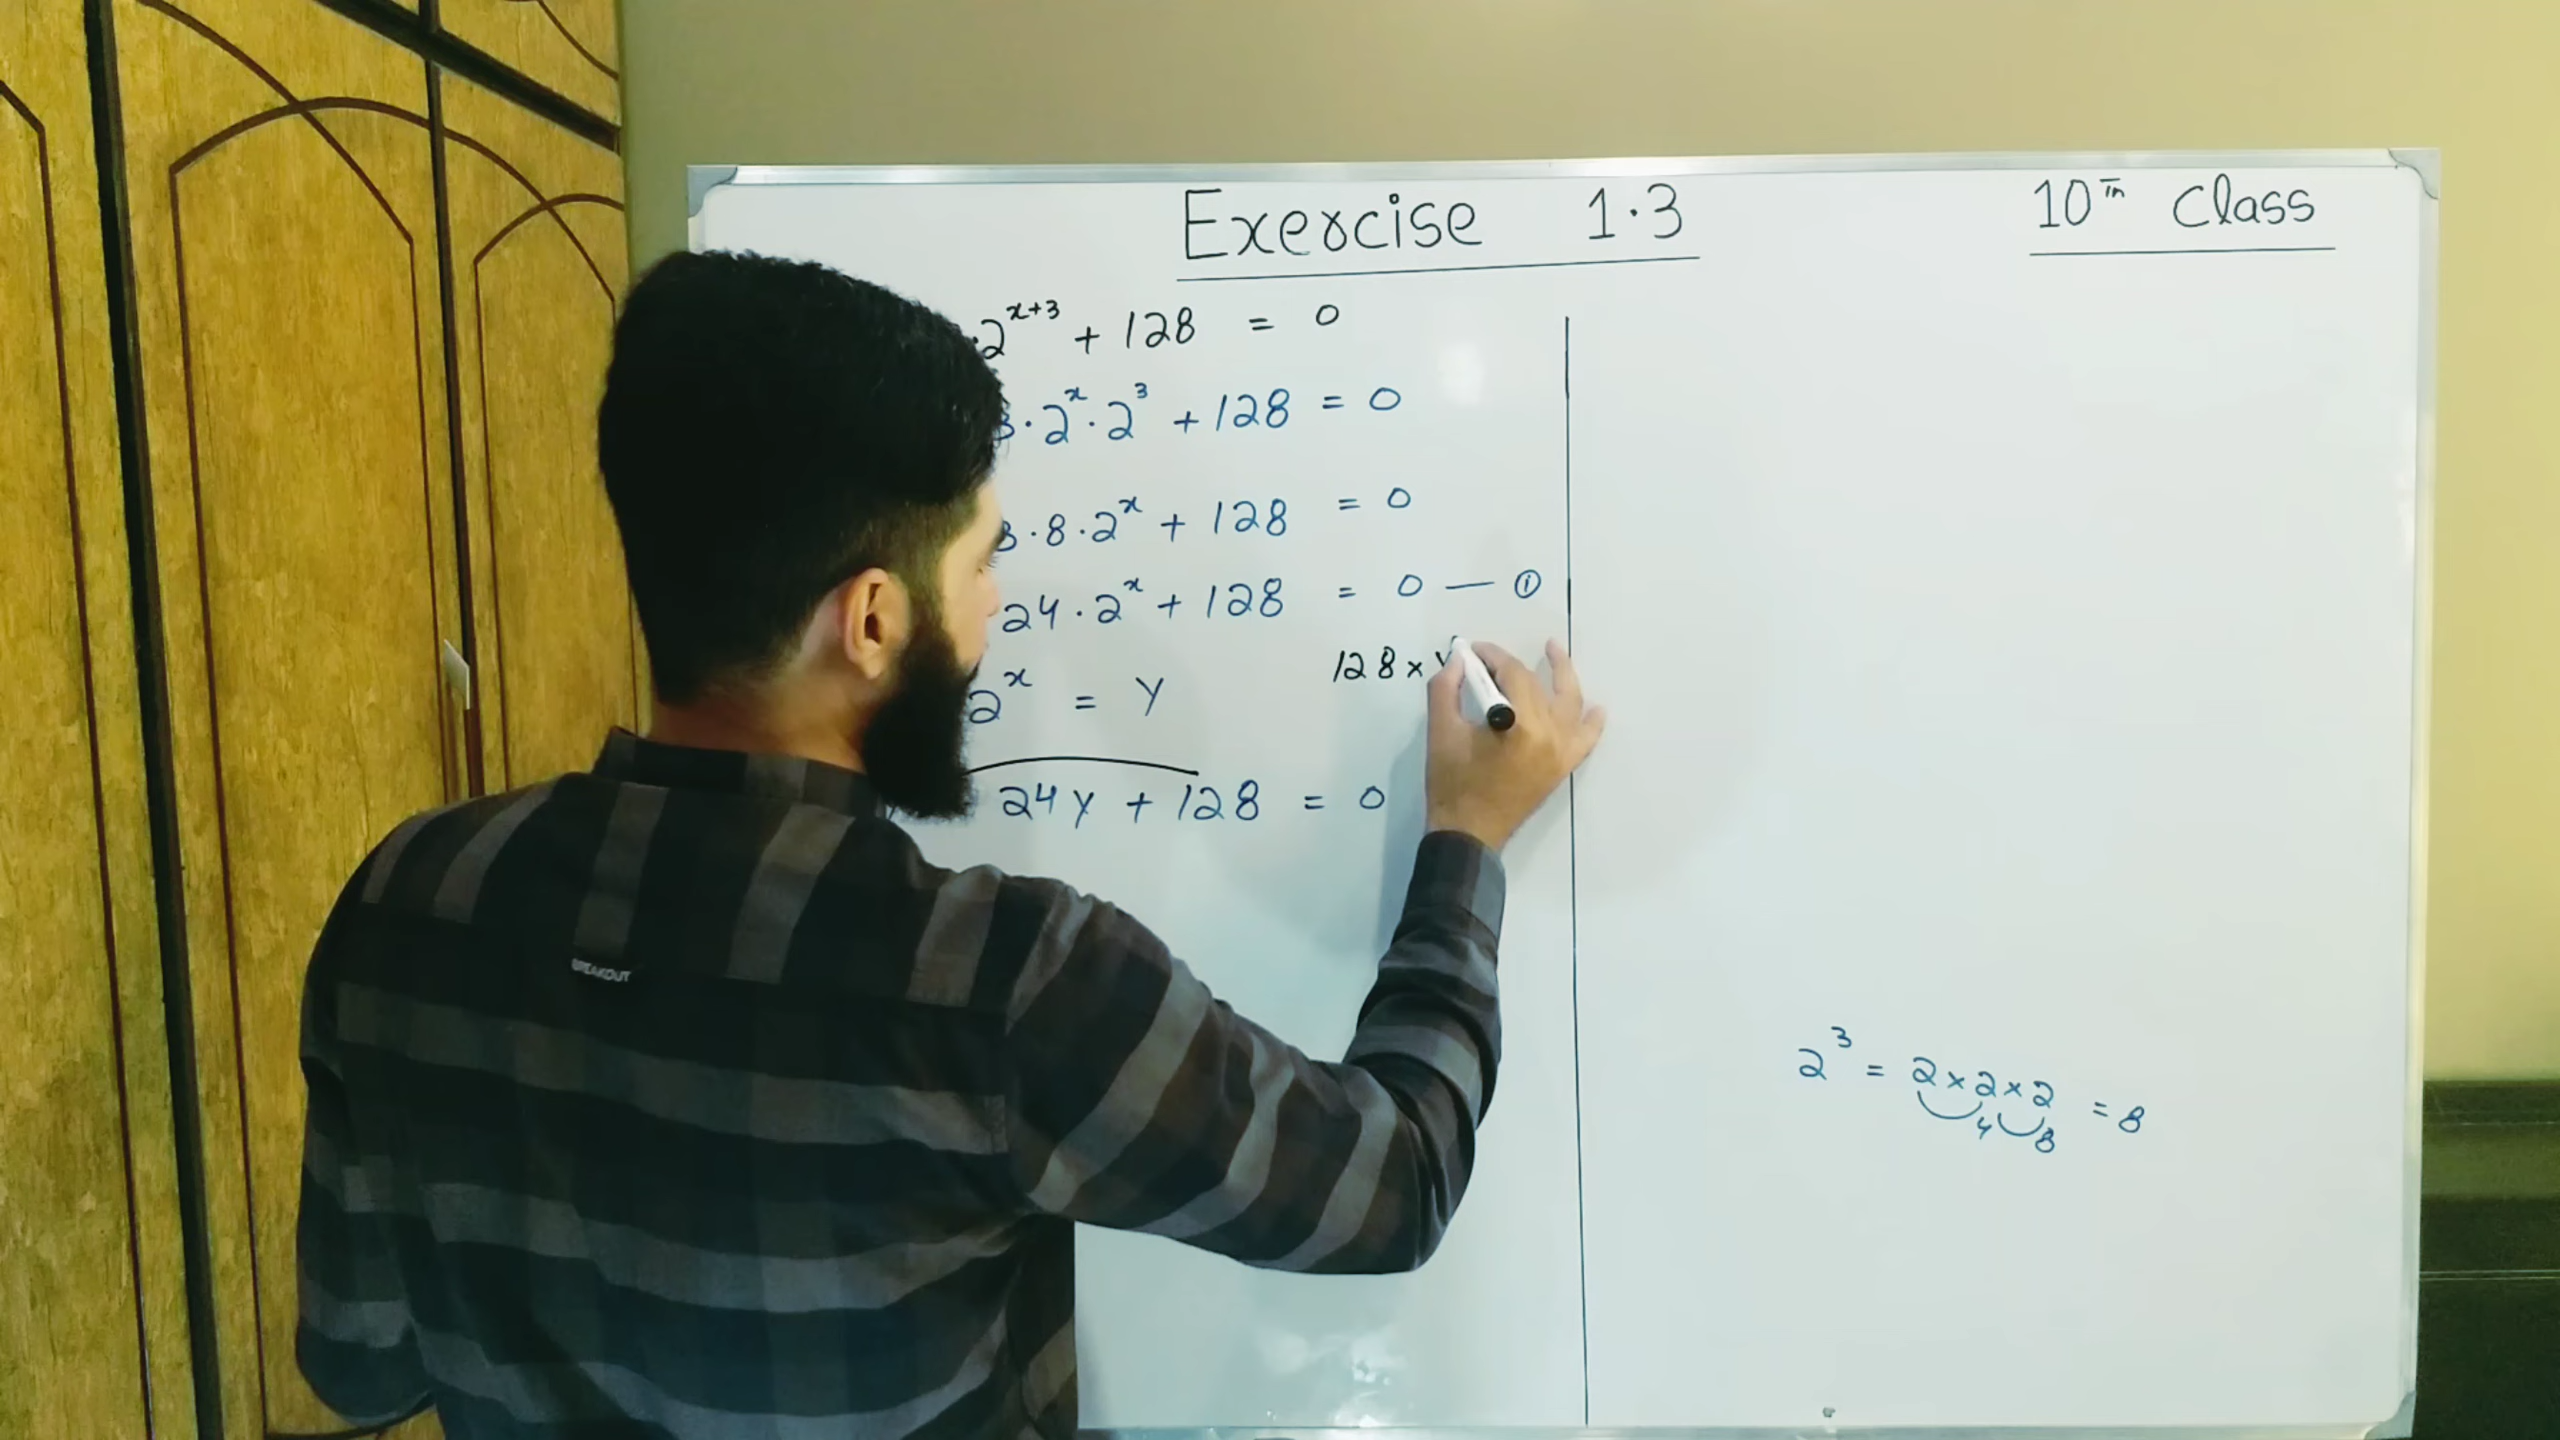 Exercise 1.3
10th Class
2^{x+3} + 128 = 0
3·2^x·2^3 + 128 = 0
3·8·2^x + 128 = 0
24·2^x + 128 = 0 — ①
128 × y
2^x = y
24y + 128 = 0
2^3 = 2×2×2 = 8
4 8
BREAKOUT